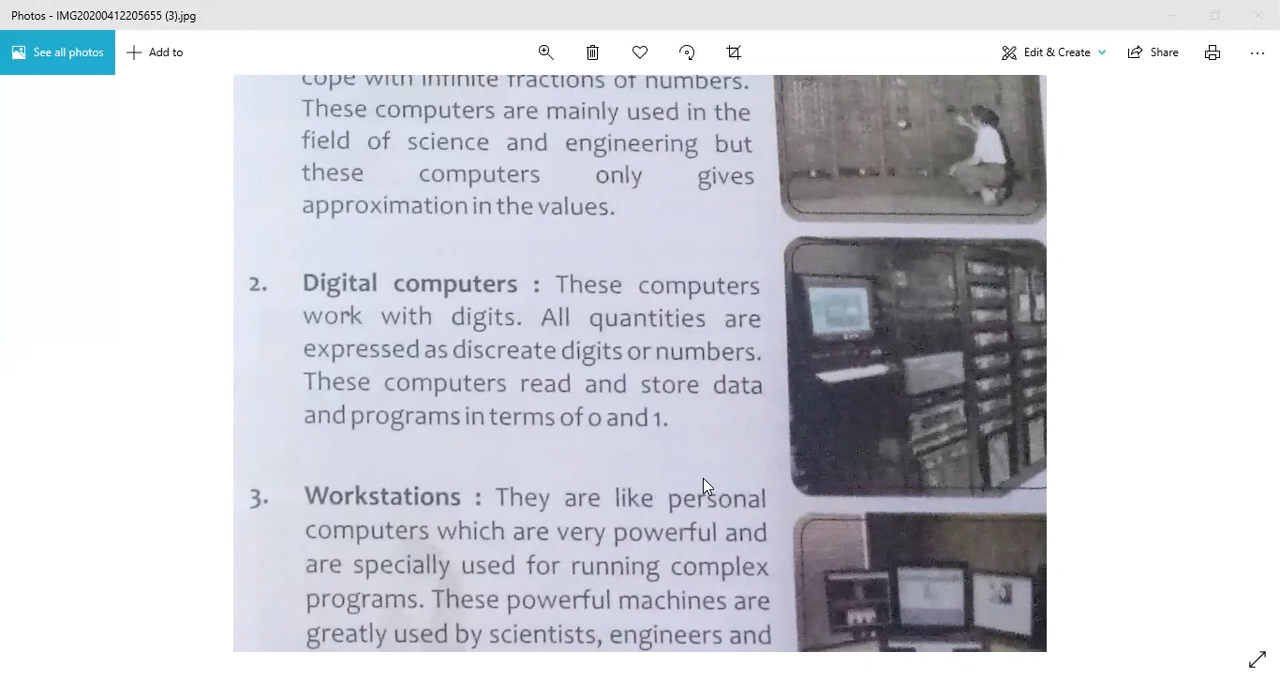 Photos - IMG20200412205655 (3).jpg
See all photos
Add to
Edit & Create
Share
cope with infinite fractions of numbers.
These computers are mainly used in the
field of science and engineering but
these computers only gives
approximation in the values.
2. Digital computers : These computers
work with digits. All quantities are
expressed as discreate digits or numbers.
These computers read and store data
and programs in terms of 0 and 1.
3. Workstations : They are like personal
computers which are very powerful and
are specially used for running complex
programs. These powerful machines are
greatly used by scientists, engineers and